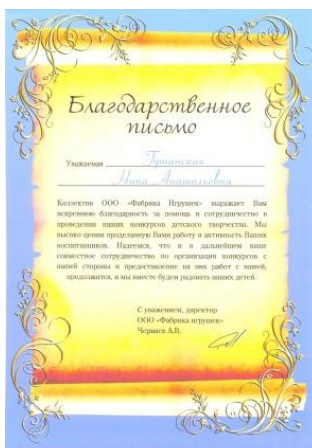 Благодарственное
письмо
Уважаемая Гушинская
Нина Анатольевна
Коллектив ООО «Фабрика Игрушек» выражает Вам
искреннюю благодарность за помощь и сотрудничество в
проведении наших конкурсов детского творчества. Мы
высоко ценим проделанную Вами работу и активность Ваших
воспитанников. Надеемся, что и в дальнейшем наше
совместное сотрудничество по организации конкурсов с
нашей стороны и предоставление на них работ с вашей,
продолжится, и мы вместе будем радовать наших детей.
С уважением, директор
ООО «Фабрика игрушек»
Черняев А.В.